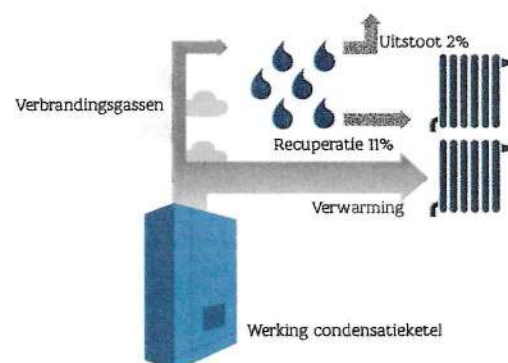 Uitstoot 2%
Verbrandingsgassen
Recuperatie 11%
Verwarming
Werking condensatieketel